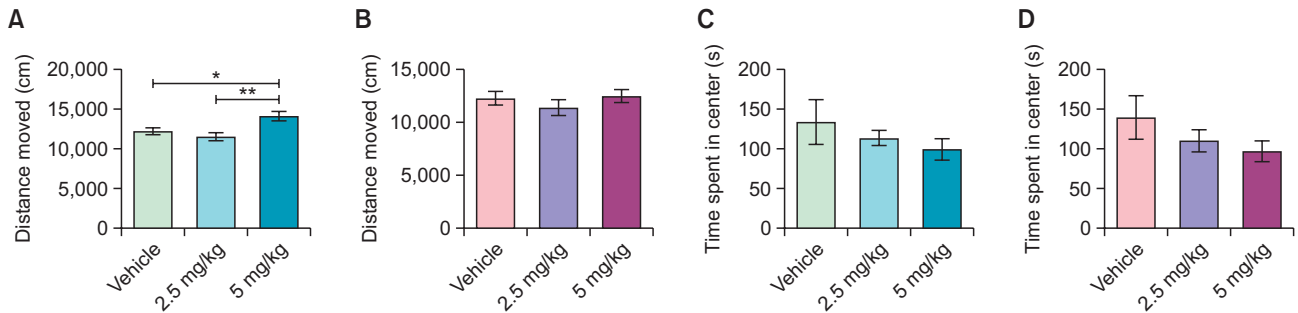 A
Distance moved (cm)
20,000
15,000
10,000
5,000
0
*
**
Vehicle
2.5 mg/kg
5 mg/kg
B
Distance moved (cm)
15,000
10,000
5,000
0
Vehicle
2.5 mg/kg
5 mg/kg
C
Time spent in center (s)
200
150
100
50
0
Vehicle
2.5 mg/kg
5 mg/kg
D
Time spent in center (s)
200
150
100
50
0
Vehicle
2.5 mg/kg
5 mg/kg